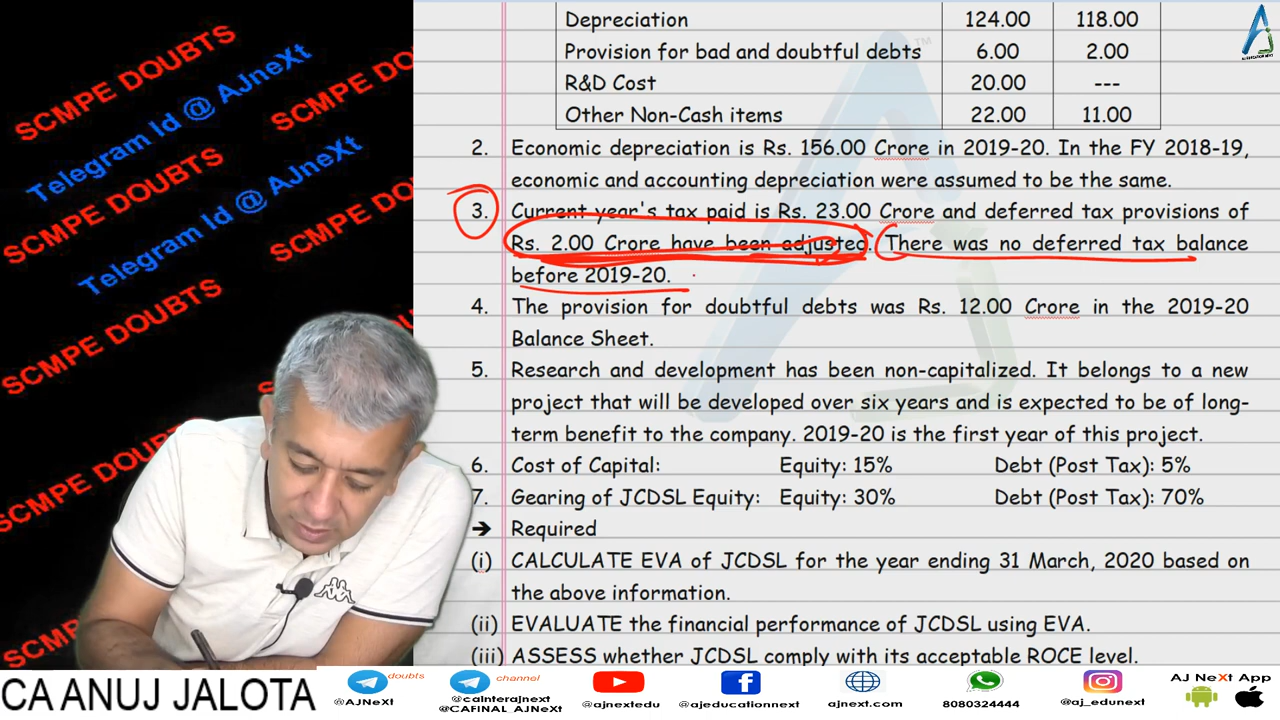 SCMPE DOUBTS
Telegram Id @ AJneXt
SCMPE DOUBTS
SCMPE DOUBTS
Telegram Id @ AJneXt
SCMPE DOUBTS
SCMPE DOUBTS
SCMPE DOUBTS
Depreciation 124.00 118.00
Provision for bad and doubtful debts 6.00 2.00
R&D Cost 20.00 ---
Other Non-Cash items 22.00 11.00
2. Economic depreciation is Rs. 156.00 Crore in 2019-20. In the FY 2018-19,
economic and accounting depreciation were assumed to be the same.
3. Current year's tax paid is Rs. 23.00 Crore and deferred tax provisions of
Rs. 2.00 Crore have been adjusted. There was no deferred tax balance
before 2019-20.
4. The provision for doubtful debts was Rs. 12.00 Crore in the 2019-20
Balance Sheet.
5. Research and development has been non-capitalized. It belongs to a new
project that will be developed over six years and is expected to be of long-
term benefit to the company. 2019-20 is the first year of this project.
6. Cost of Capital: Equity: 15% Debt (Post Tax): 5%
7. Gearing of JCDSL Equity: Equity: 30% Debt (Post Tax): 70%
➔ Required
(i) CALCULATE EVA of JCDSL for the year ending 31 March, 2020 based on
the above information.
(ii) EVALUATE the financial performance of JCDSL using EVA.
(iii) ASSESS whether JCDSL comply with its acceptable ROCE level.
CA ANUJ JALOTA
doubts
@AJNeXt
channel
@caInterajnext
@CAFINAL_AJNeXt
@ajnextedu
@ajeducationnext
ajnext.com
8080324444
@aj_edunext
AJ NeXt App